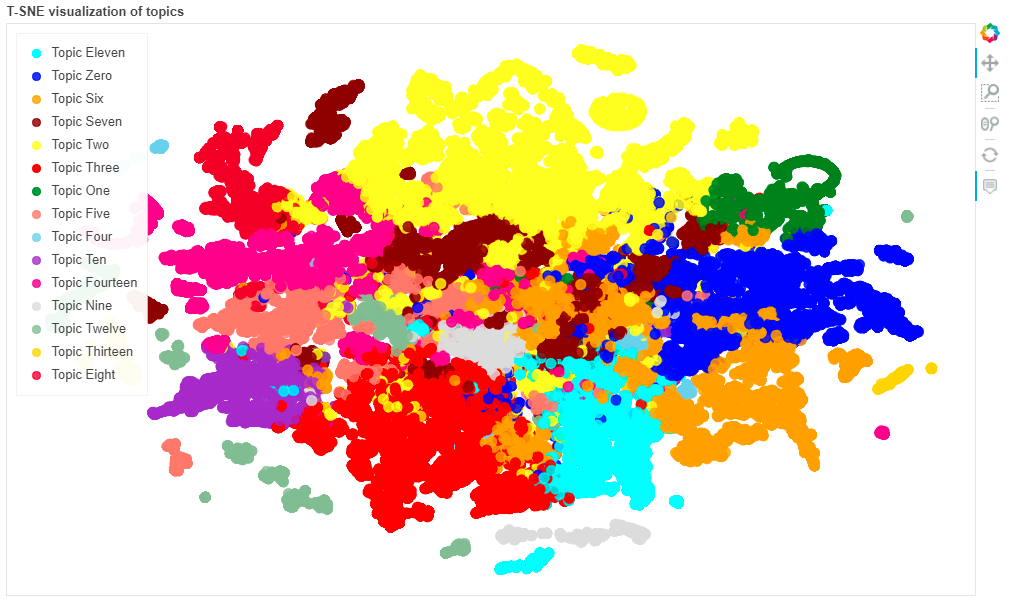 T-SNE visualization of topics
Topic Eleven
Topic Zero
Topic Six
Topic Seven
Topic Two
Topic Three
Topic One
Topic Five
Topic Four
Topic Ten
Topic Fourteen
Topic Nine
Topic Twelve
Topic Thirteen
Topic Eight